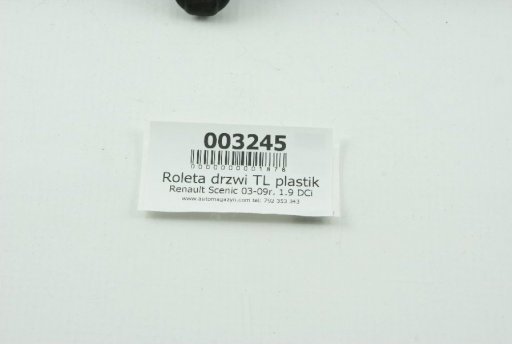 003245
0000000001876
Roleta drzwi TL plastik
Renault Scenic 03-09r. 1.9 DCi
www.automagazyn.com tel: 792 353 343